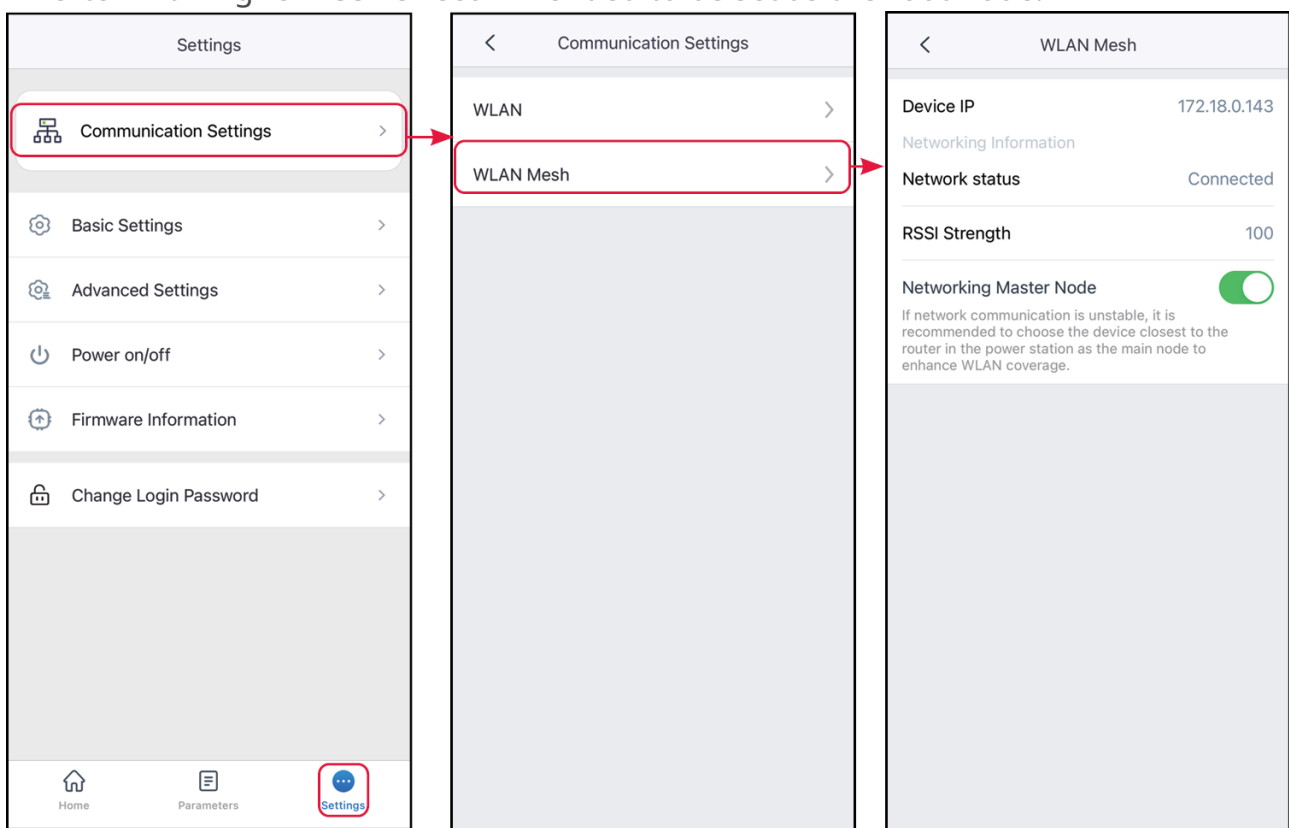 Settings
Communication Settings
Basic Settings
Advanced Settings
Power on/off
Firmware Information
Change Login Password
Home
Parameters
Settings
Communication Settings
WLAN
WLAN Mesh
WLAN Mesh
Device IP 172.18.0.143
Networking Information
Network status Connected
RSSI Strength 100
Networking Master Node
If network communication is unstable, it is
recommended to choose the device closest to the
router in the power station as the main node to
enhance WLAN coverage.